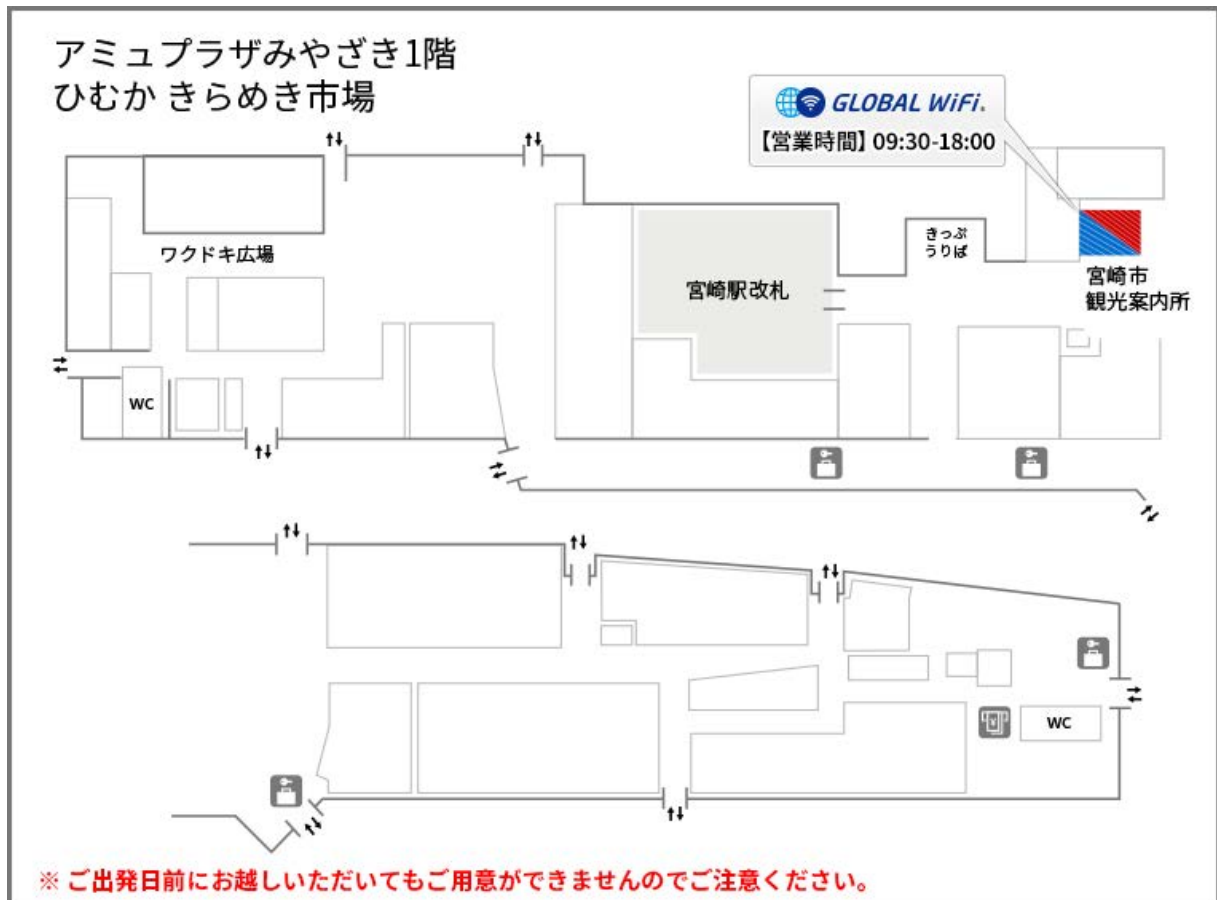 アミュプラザみやざき1階
ひむか きらめき市場
GLOBAL WiFi®
【営業時間】09:30-18:00
きっぷ
うりば
ワクドキ広場
宮崎市
観光案内所
宮崎駅改札
WC
WC
※ ご出発日前にお越しいただいてもご用意ができませんのでご注意ください。